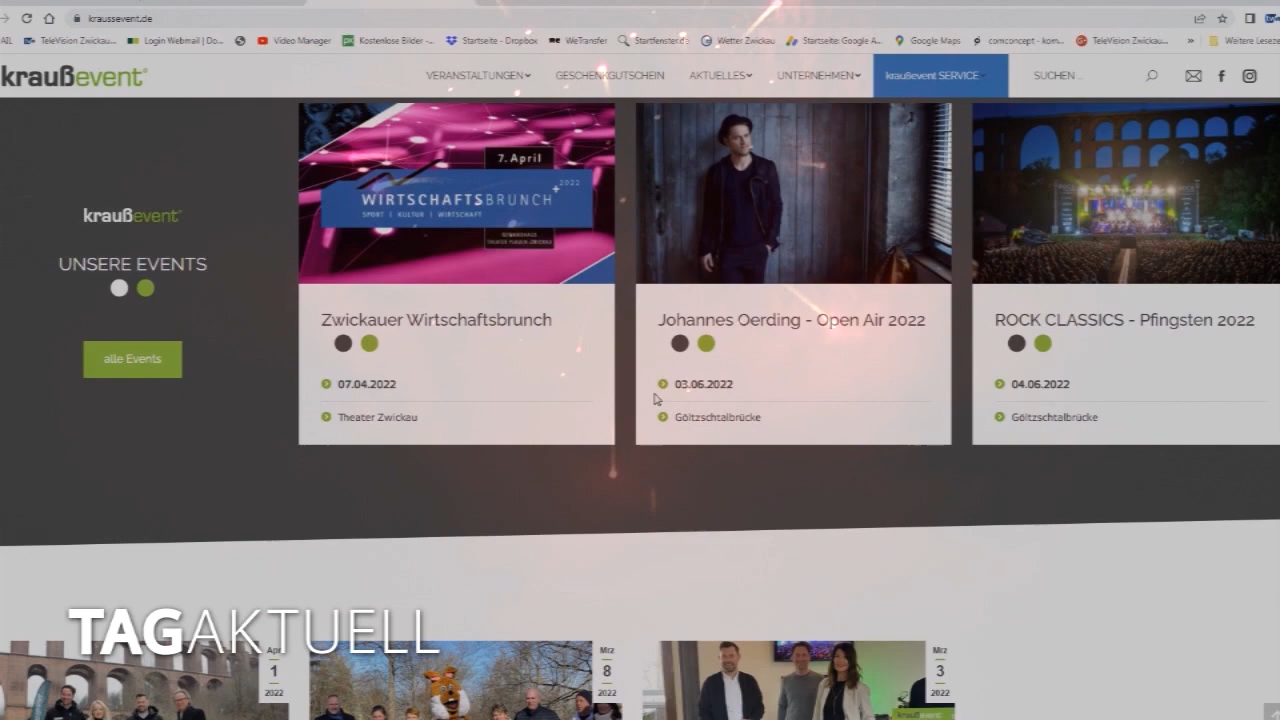 kraussevent.de
TeleVision Zwickau... Login Webmail | Do... Video Manager Kostenlose Bilder -... Startseite - Dropbox WeTransfer Startfenster.de Wetter Zwickau Startseite: Google A... Google Maps comconcept - kom... TeleVision Zwickau... » Weitere Lesezei
kraußevent
VERANSTALTUNGEN GESCHENKGUTSCHEIN AKTUELLES UNTERNEHMEN kraußevent SERVICE SUCHEN ...
7. April
2022
WIRTSCHAFTSBRUNCH
SPORT | KULTUR | WIRTSCHAFT
kraußevent
UNSERE EVENTS
alle Events
Zwickauer Wirtschaftsbrunch
07.04.2022
Theater Zwickau
Johannes Oerding - Open Air 2022
03.06.2022
Göltzschtalbrücke
ROCK CLASSICS - Pfingsten 2022
04.06.2022
Göltzschtalbrücke
TAGAKTUELL
Apr
1
2022
Mrz
8
2022
Mrz
3
2022
kraußevent